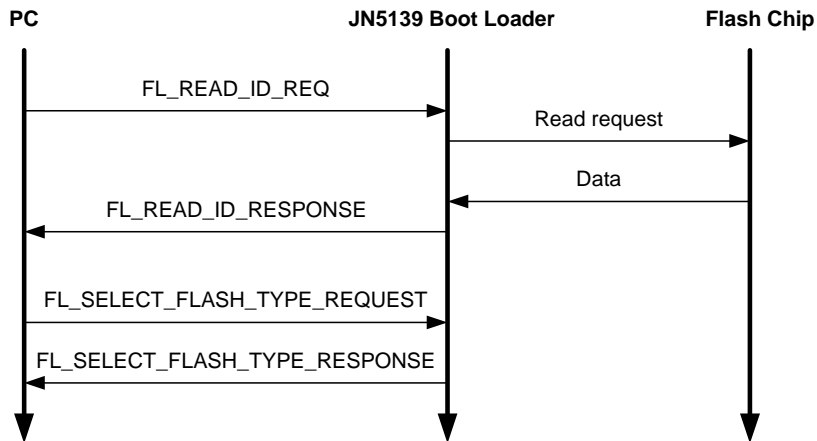 PC
JN5139 Boot Loader
Flash Chip
FL_READ_ID_REQ
Read request
Data
FL_READ_ID_RESPONSE
FL_SELECT_FLASH_TYPE_REQUEST
FL_SELECT_FLASH_TYPE_RESPONSE